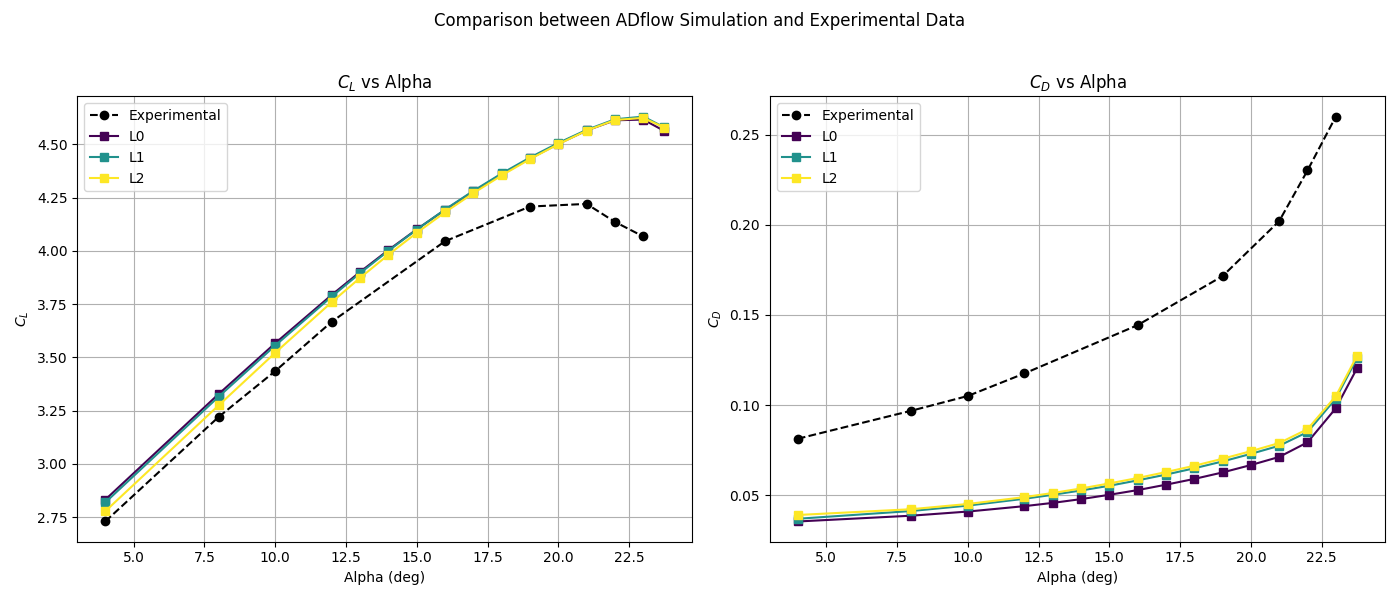 Comparison between ADflow Simulation and Experimental Data
$C_L$ vs Alpha
Experimental
L0
L1
L2
4.50
4.25
4.00
3.75
3.50
3.25
3.00
2.75
$C_L$
5.0 7.5 10.0 12.5 15.0 17.5 20.0 22.5
Alpha (deg)
$C_D$ vs Alpha
Experimental
L0
L1
L2
0.25
0.20
0.15
0.10
0.05
$C_D$
5.0 7.5 10.0 12.5 15.0 17.5 20.0 22.5
Alpha (deg)